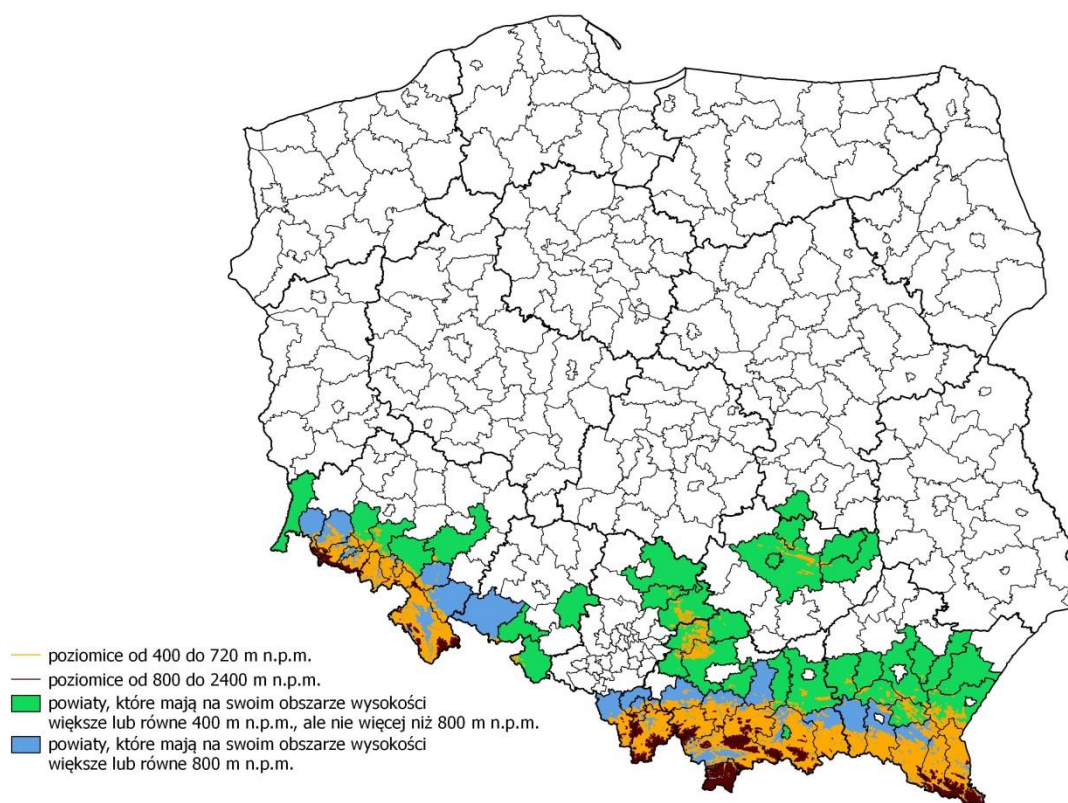 poziomice od 400 do 720 m n.p.m.
poziomice od 800 do 2400 m n.p.m.
powiaty, które mają na swoim obszarze wysokości
większe lub równe 400 m n.p.m., ale nie więcej niż 800 m n.p.m.
powiaty, które mają na swoim obszarze wysokości
większe lub równe 800 m n.p.m.